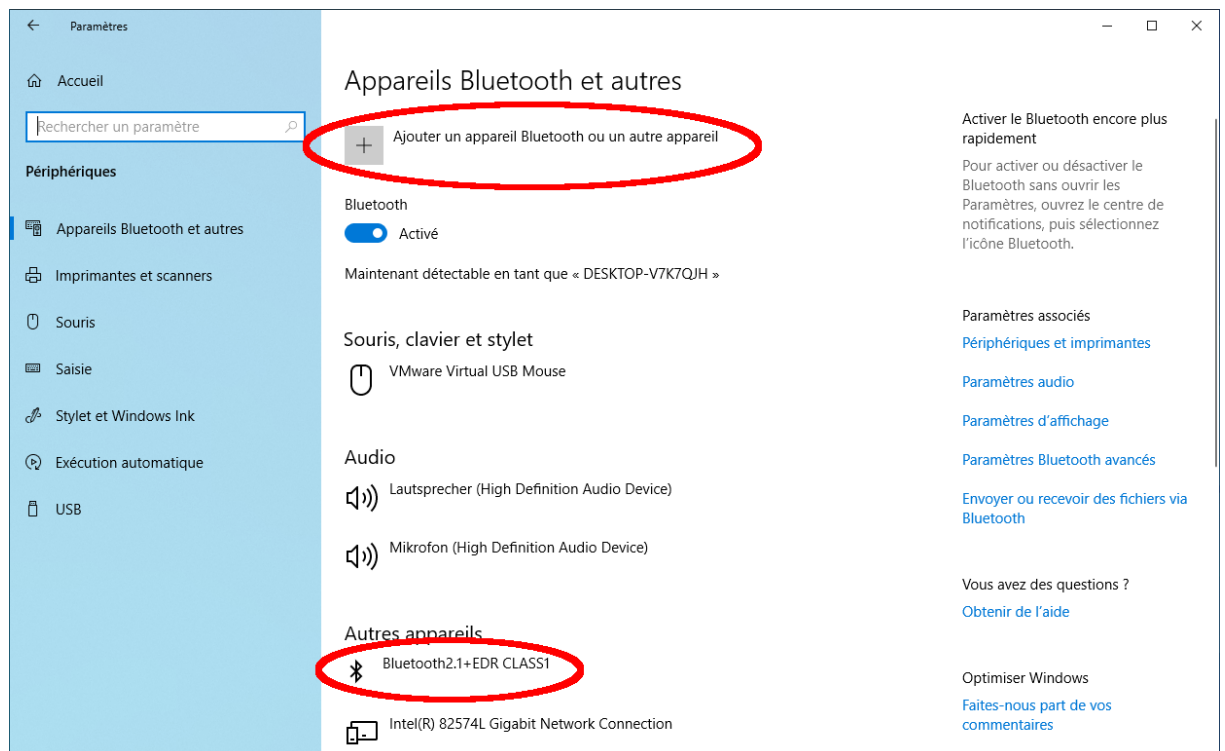 Paramètres
Accueil
Rechercher un paramètre
Périphériques
Appareils Bluetooth et autres
Imprimantes et scanners
Souris
Saisie
Stylet et Windows Ink
Exécution automatique
USB
Appareils Bluetooth et autres
Ajouter un appareil Bluetooth ou un autre appareil
Bluetooth
Activé
Maintenant détectable en tant que « DESKTOP-V7K7QJH »
Souris, clavier et stylet
VMware Virtual USB Mouse
Audio
Lautsprecher (High Definition Audio Device)
Mikrofon (High Definition Audio Device)
Autres appareils
Bluetooth2.1+EDR CLASS1
Intel(R) 82574L Gigabit Network Connection
Activer le Bluetooth encore plus
rapidement
Pour activer ou désactiver le
Bluetooth sans ouvrir les
Paramètres, ouvrez le centre de
notifications, puis sélectionnez
l’icône Bluetooth.
Paramètres associés
Périphériques et imprimantes
Paramètres audio
Paramètres d’affichage
Paramètres Bluetooth avancés
Envoyer ou recevoir des fichiers via
Bluetooth
Vous avez des questions ?
Obtenir de l’aide
Optimiser Windows
Faites-nous part de vos
commentaires